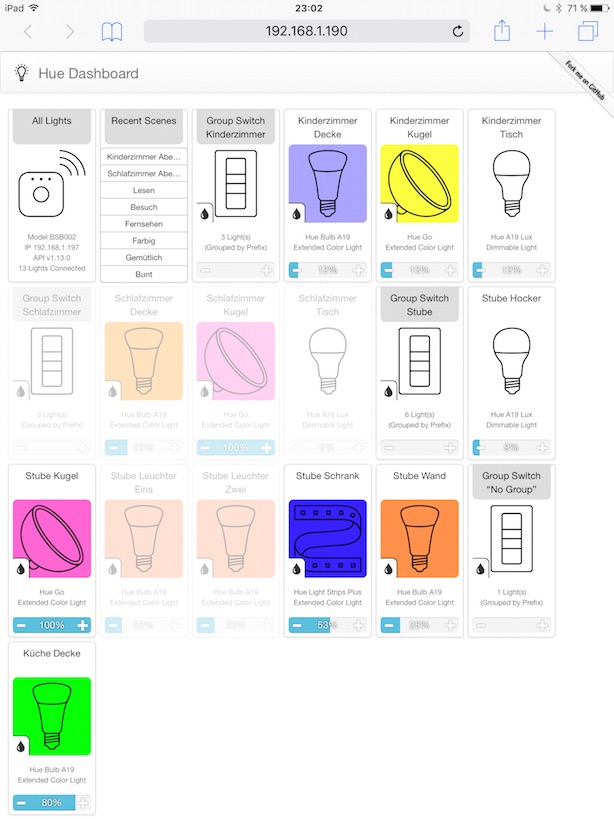 iPad
23:02
71 %
192.168.1.190
Hue Dashboard
Fork me on GitHub
All Lights
Model BSB002
IP 192.168.1.197
API v1.13.0
13 Lights Connected
Recent Scenes
Kinderzimmer Abe...
Schlafzimmer Abe...
Lesen
Besuch
Fernsehen
Farbig
Gemütlich
Bunt
Group Switch
Kinderzimmer
3 Light(s)
(Grouped by Prefix)
Kinderzimmer
Decke
Hue Bulb A19
Extended Color Light
Kinderzimmer
Kugel
Hue Go
Extended Color Light
Kinderzimmer
Tisch
Hue A19 Lux
Dimmable Light
Group Switch
Schlafzimmer
3 Light(s)
(Grouped by Prefix)
Schlafzimmer
Decke
Hue Bulb A19
Extended Color Light
Schlafzimmer
Kugel
Hue Go
Extended Color Light
100%
Schlafzimmer
Tisch
Hue A19 Lux
Dimmable Light
Group Switch
Stube
6 Light(s)
(Grouped by Prefix)
Stube Hocker
Hue A19 Lux
Dimmable Light
9%
Stube Kugel
Hue Go
Extended Color Light
100%
Stube Leuchter
Eins
Hue Bulb A19
Extended Color Light
Stube Leuchter
Zwei
Hue Bulb A19
Extended Color Light
Stube Schrank
Hue Light Strips Plus
Extended Color Light
53%
Stube Wand
Hue Bulb A19
Extended Color Light
Group Switch
“No Group”
1 Light(s)
(Grouped by Prefix)
Küche Decke
Hue Bulb A19
Extended Color Light
80%